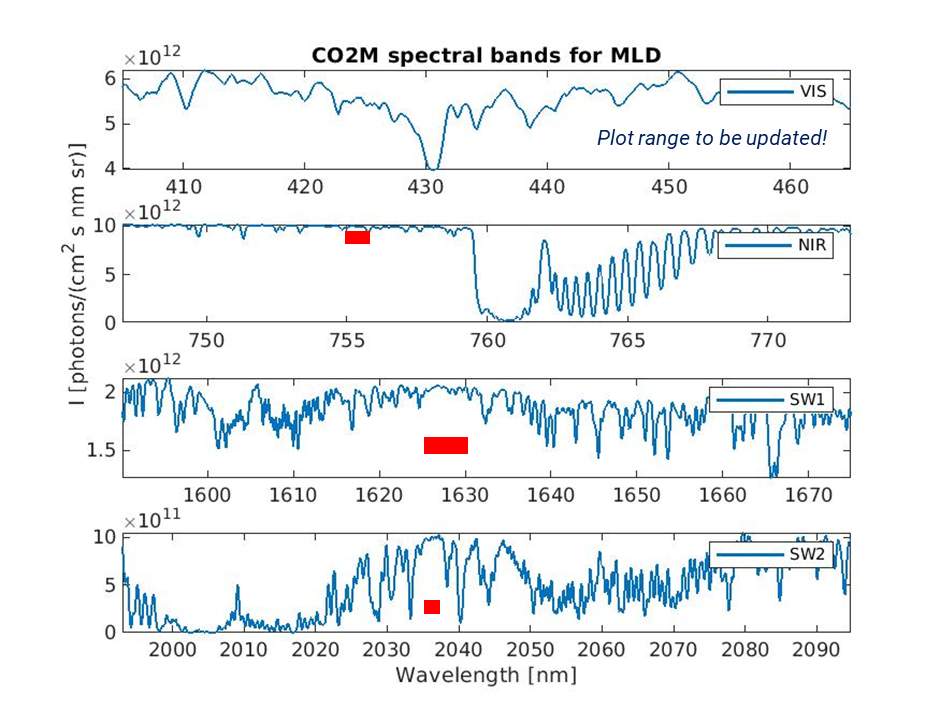 CO2M spectral bands for MLD
×10¹²
6
5
4
VIS
Plot range to be updated!
410 420 430 440 450 460
×10¹²
10
5
0
NIR
750 755 760 765 770
×10¹²
2
1.5
SW1
1600 1610 1620 1630 1640 1650 1660 1670
×10¹¹
10
5
0
SW2
2000 2010 2020 2030 2040 2050 2060 2070 2080 2090
Wavelength [nm]
I [photons/(cm² s nm sr)]